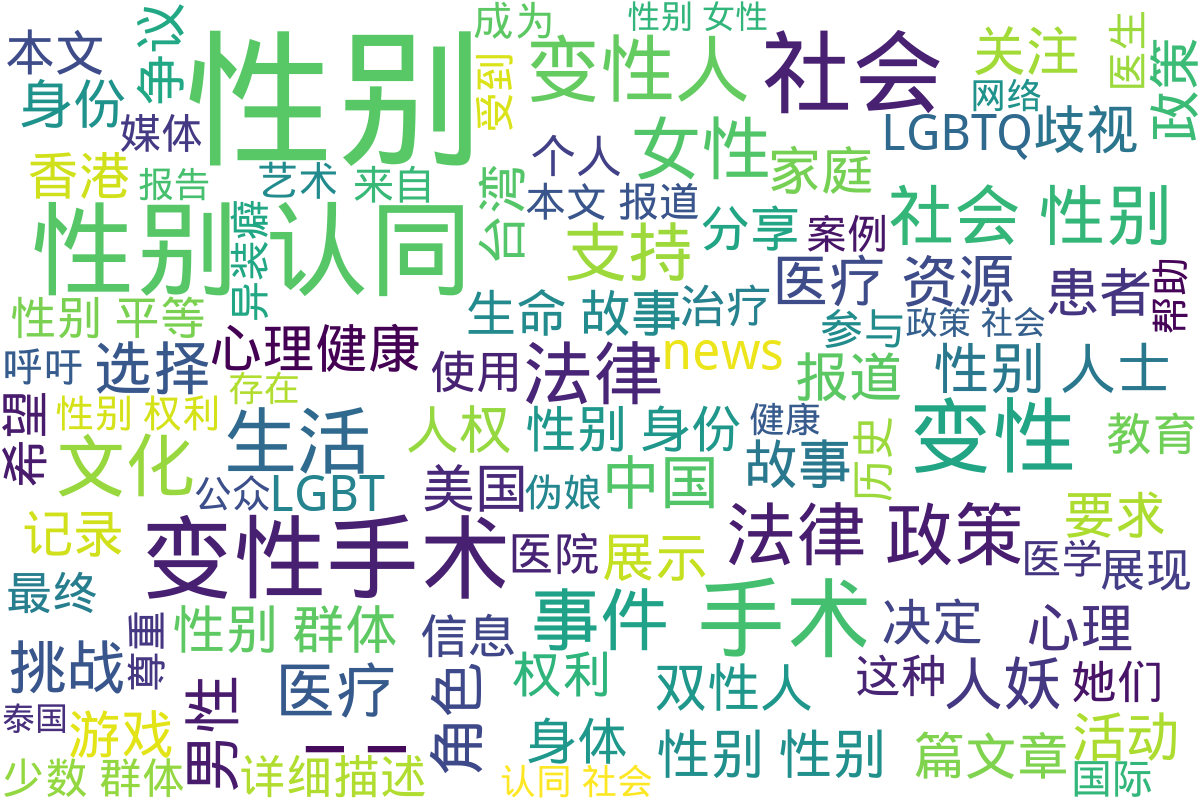 本文
争议
性别
成为
性别 女性
变性人
社会
关注
医生
政策
身份
媒体
受到
网络
LGBTQ歧视
香港
报告
艺术
来自
个人
女性
家庭
性别认同
异装癖
台湾
本文 报道
分享
案例
社会 性别
支持
医疗 资源
患者
帮助
性别 平等
心理健康
生命 故事
治疗
参与
政策 社会
呼吁
选择
存在
使用
法律
news
报道
性别 人士
希望
性别 权利
文化
生活
人权
性别 身份
健康
故事
历史
变性
教育
公众
LGBT
美国
伪娘
中国
记录
变性手术
医院
展示
法律 政策
要求
医学
展现
最终
尊重
性别 群体
信息
事件
手术
决定
心理
挑战
男性
医疗
角色
权利
双性人
这种
人妖
她们
泰国
游戏
一一
身体
性别 性别
篇文章
活动
少数 群体
详细描述
认同 社会
国际